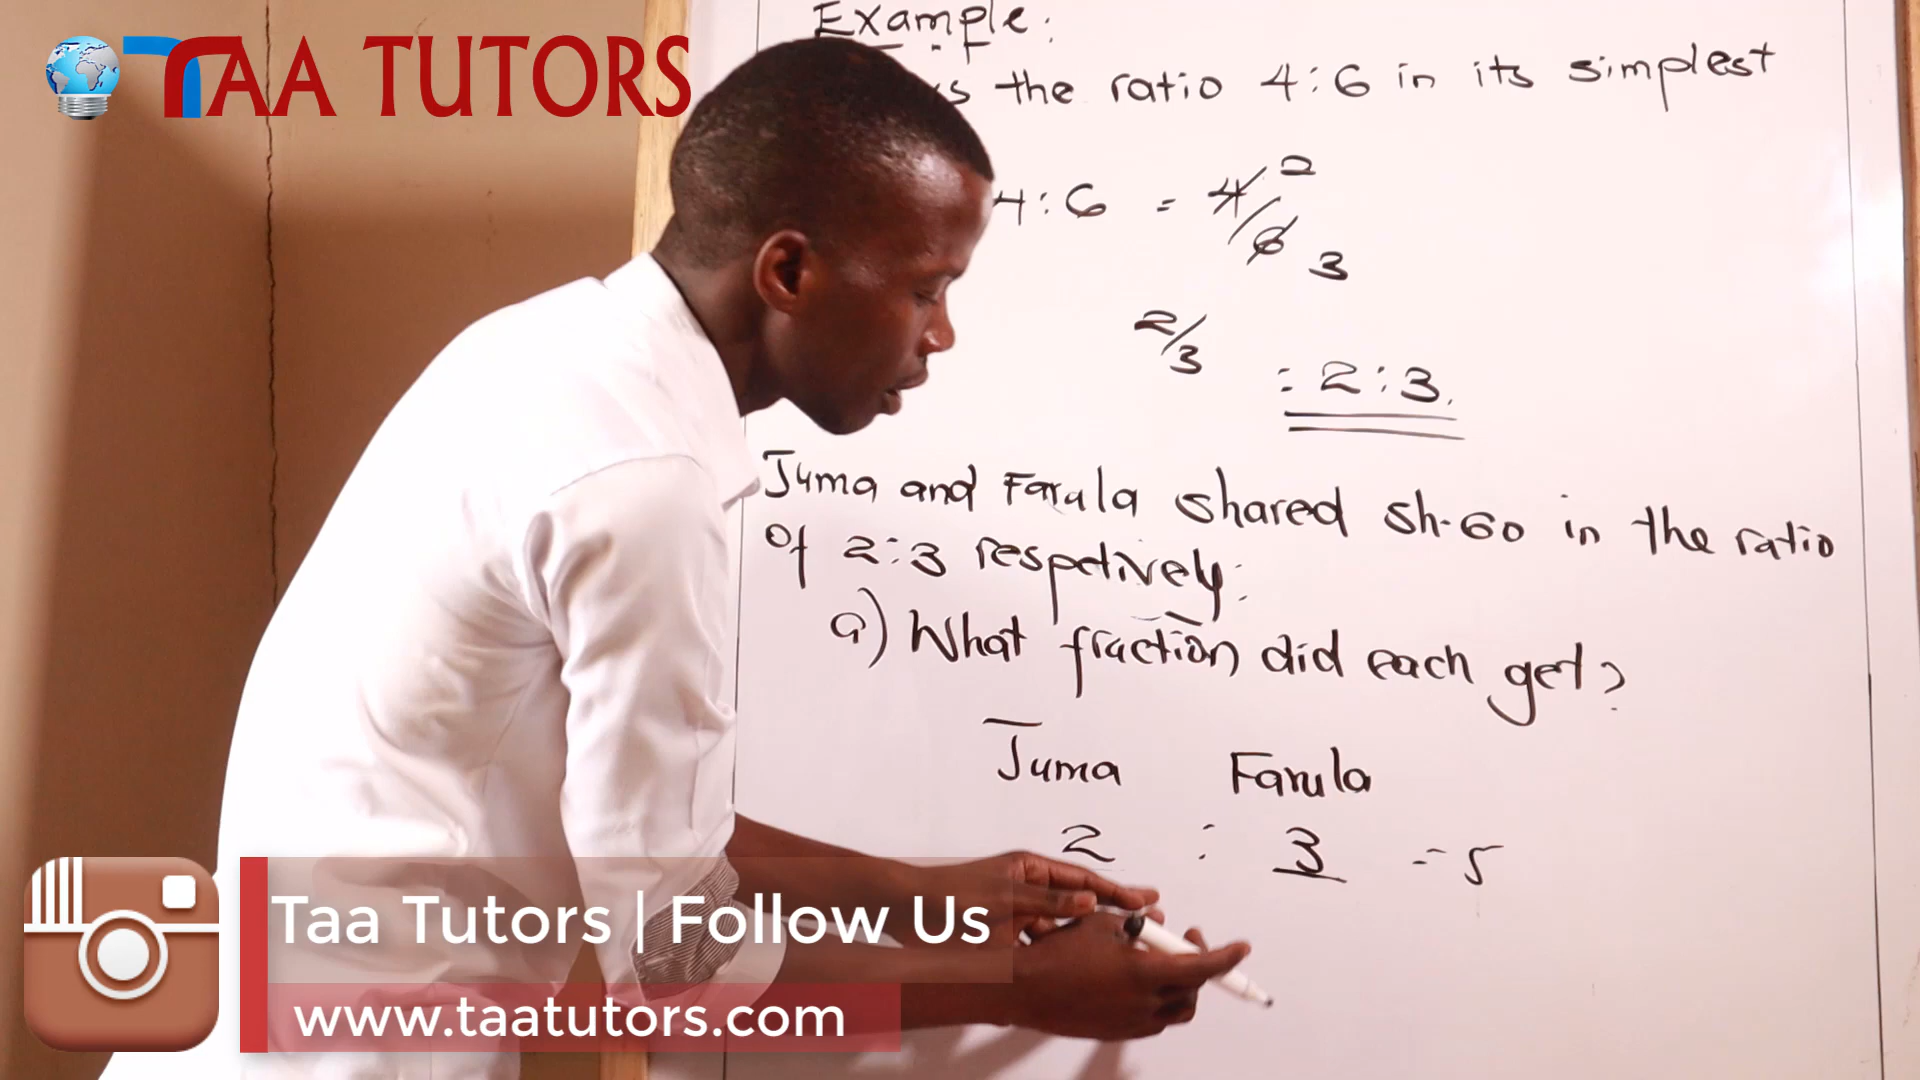 TAA TUTORS
Example:
the ratio 4:6 in its simplest
4:6 = 4/6 2
3
2/3 = 2:3.
Juma and Farula shared sh.60 in the ratio
of 2:3 respetively:
a) What fraction did each get?
Juma Farula
2 : 3 = 5
Taa Tutors | Follow Us
www.taatutors.com